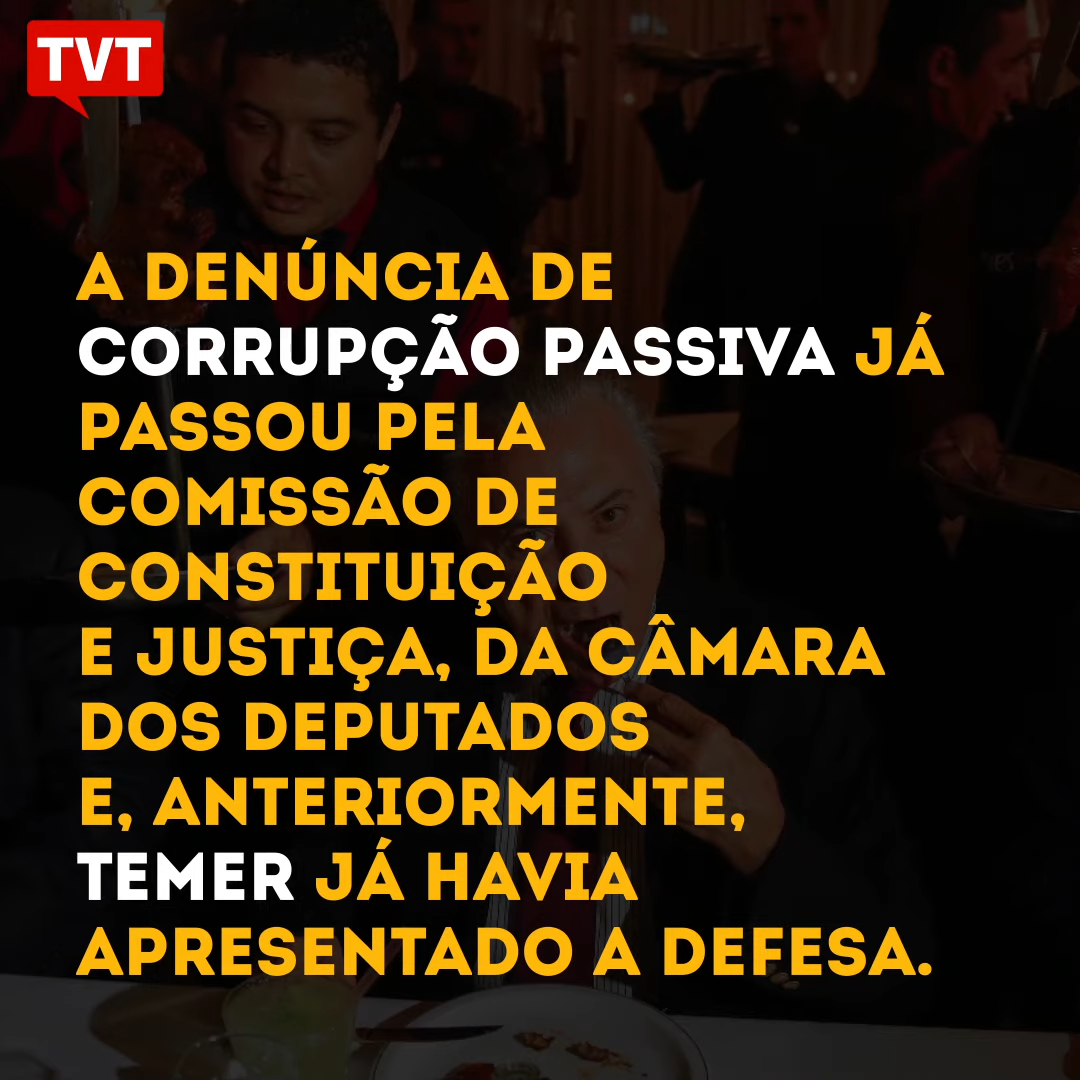 TVT
A DENÚNCIA DE
CORRUPÇÃO PASSIVA JÁ
PASSOU PELA
COMISSÃO DE
CONSTITUIÇÃO
E JUSTIÇA, DA CÂMARA
DOS DEPUTADOS
E, ANTERIORMENTE,
TEMER JÁ HAVIA
APRESENTADO A DEFESA.